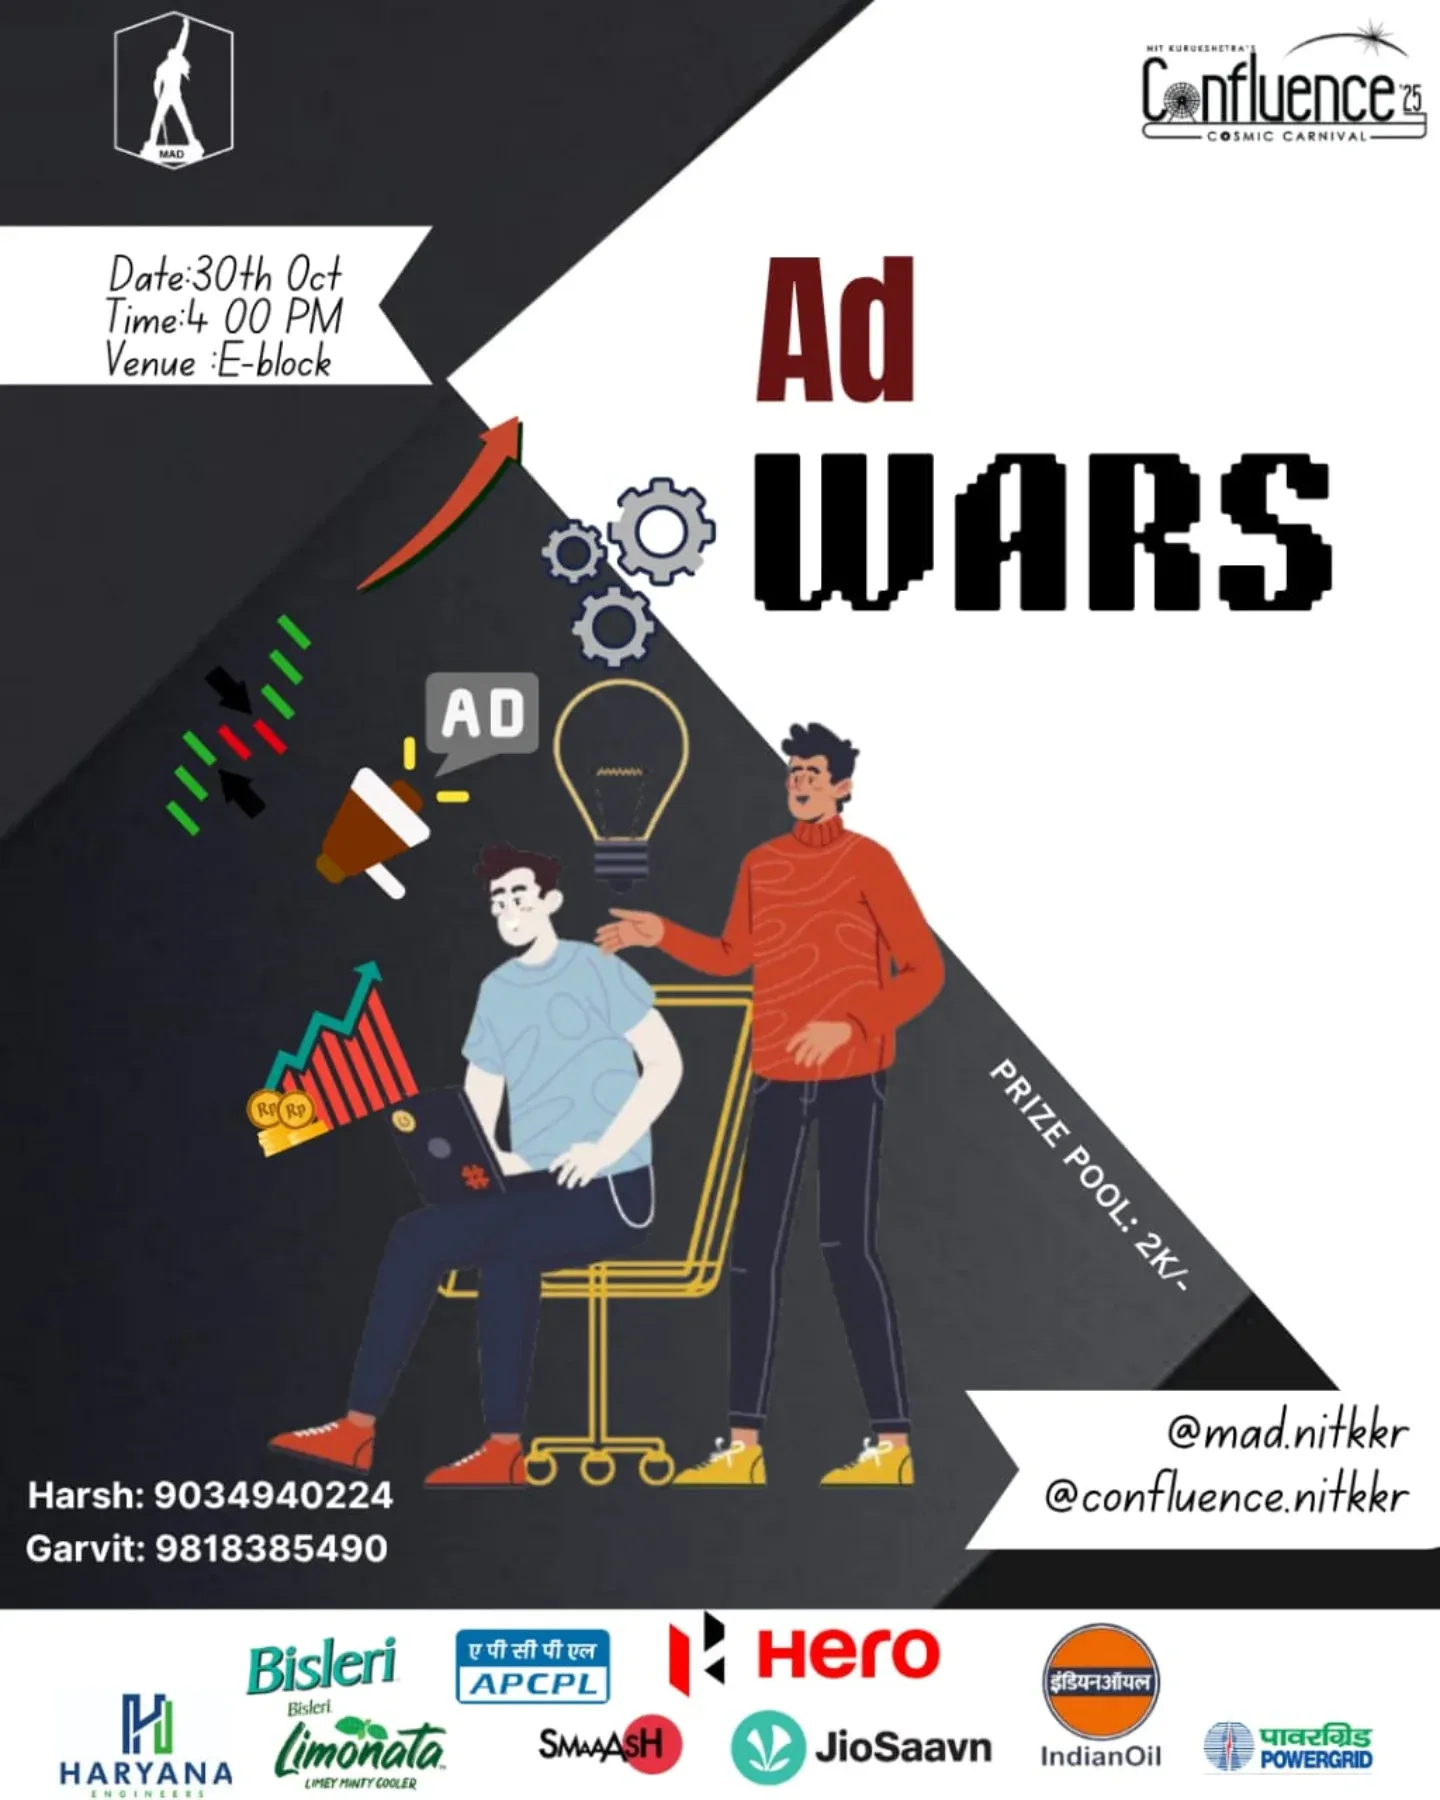 MAD
NIT KURUKSHETRA'S
Confluence '25
COSMIC CARNIVAL
Date:30th Oct
Time:4 00 PM
Venue :E-block
Ad
WARS
AD
Rp Rp
PRIZE POOL: 2K/-
@mad.nitkkr
@confluence.nitkkr
Harsh: 9034940224
Garvit: 9818385490
HARYANA
ENGINEERS
Bisleri
Bisleri
Limonata
LIMEY MINTY COOLER
ए पी सी पी एल
APCPL
Hero
SMAAASH
JioSaavn
इंडियनऑयल
IndianOil
पावरग्रिड
POWERGRID